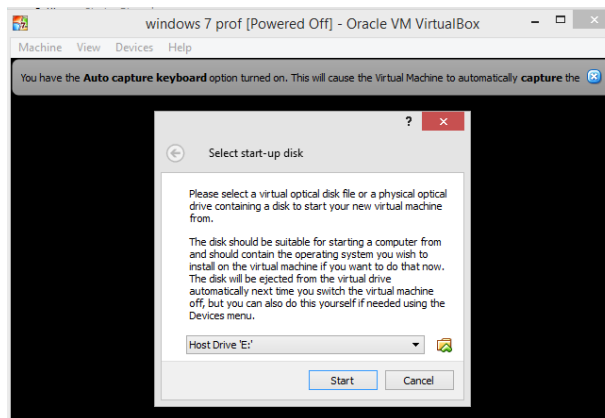 windows 7 prof [Powered Off] - Oracle VM VirtualBox
Machine View Devices Help
You have the Auto capture keyboard option turned on. This will cause the Virtual Machine to automatically capture the
?
Select start-up disk
Please select a virtual optical disk file or a physical optical
drive containing a disk to start your new virtual machine
from.
The disk should be suitable for starting a computer from
and should contain the operating system you wish to
install on the virtual machine if you want to do that now.
The disk will be ejected from the virtual drive
automatically next time you switch the virtual machine
off, but you can also do this yourself if needed using the
Devices menu.
Host Drive 'E:'
Start Cancel